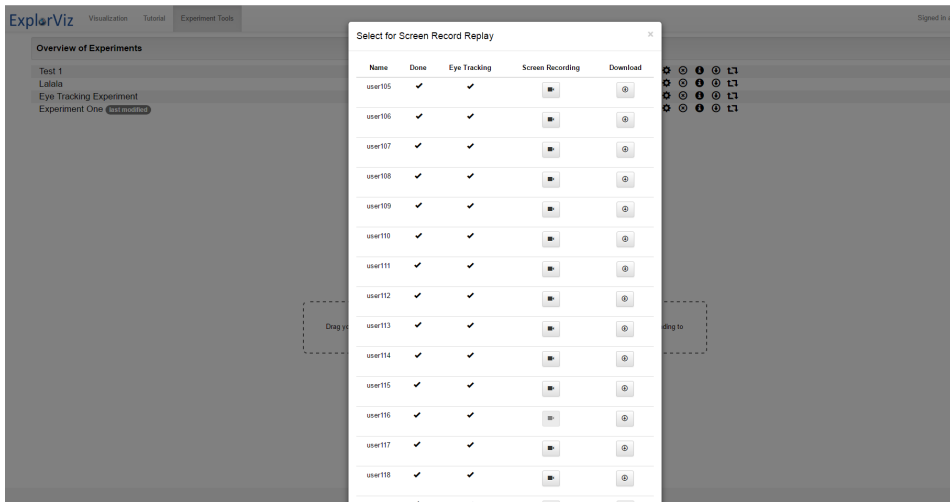 ExplorViz Visualization Tutorial Experiment Tools Signed in a
Overview of Experiments
Test 1
Lalala
Eye Tracking Experiment
Experiment One last modified
Drag yo
ding to
Select for Screen Record Replay ×
Name Done Eye Tracking Screen Recording Download
user105
user106
user107
user108
user109
user110
user111
user112
user113
user114
user115
user116
user117
user118